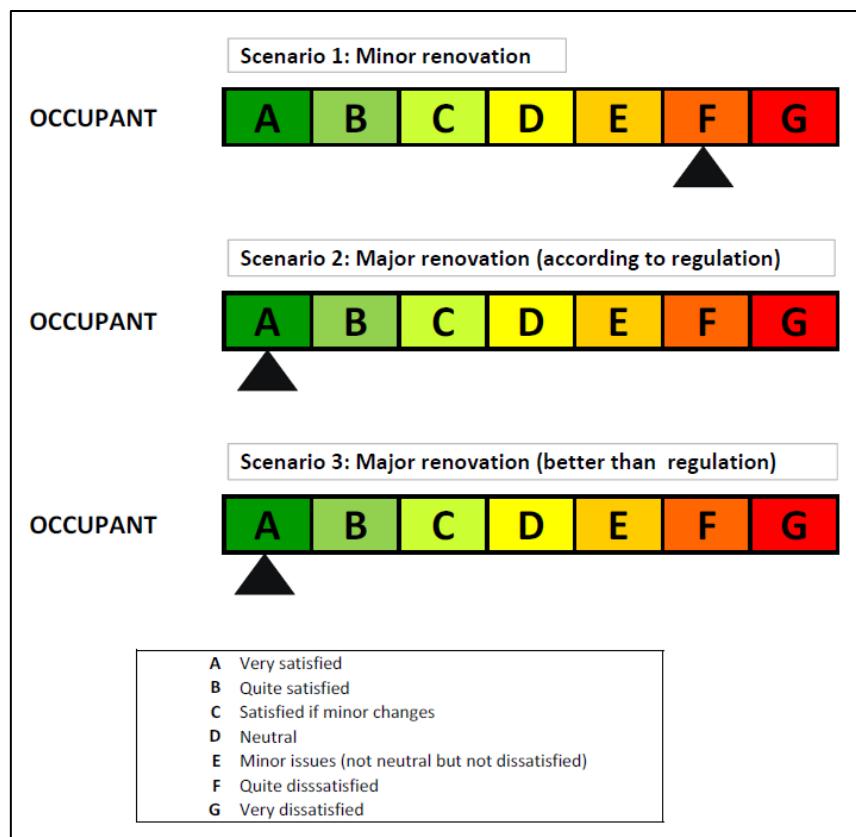 Scenario 1: Minor renovation
OCCUPANT A B C D E F G
Scenario 2: Major renovation (according to regulation)
OCCUPANT A B C D E F G
Scenario 3: Major renovation (better than regulation)
OCCUPANT A B C D E F G
A Very satisfied
B Quite satisfied
C Satisfied if minor changes
D Neutral
E Minor issues (not neutral but not dissatisfied)
F Quite disssatisfied
G Very dissatisfied